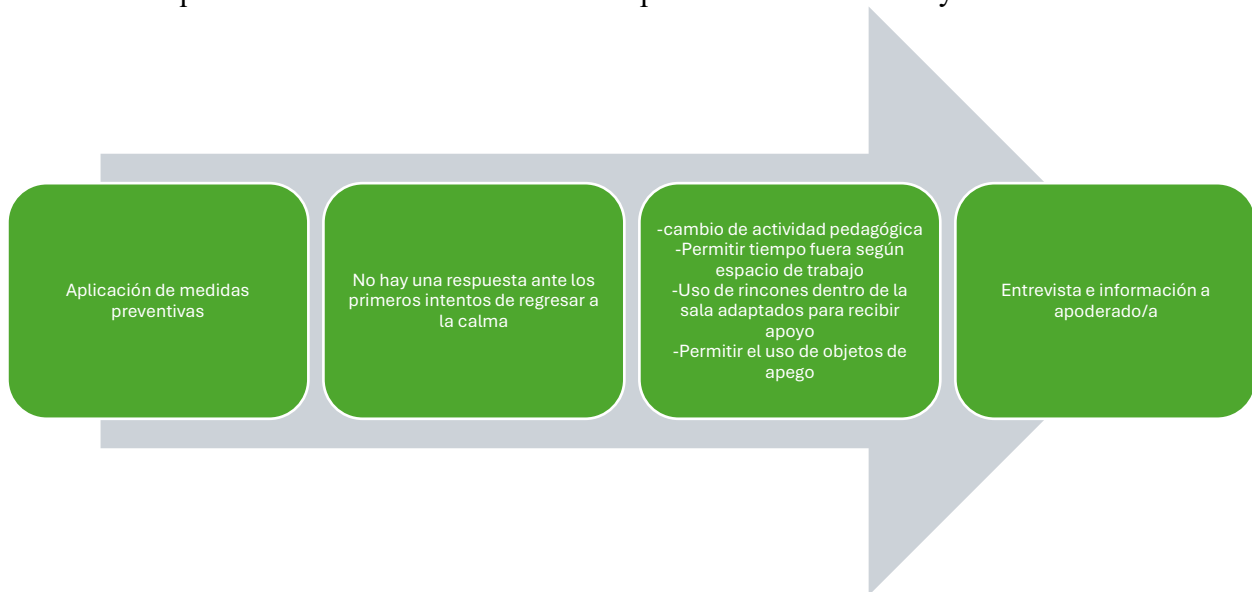 Aplicación de medidas
preventivas
No hay una respuesta ante los
primeros intentos de regresar a
la calma
-cambio de actividad pedagógica
-Permitir tiempo fuera según
espacio de trabajo
-Uso de rincones dentro de la
sala adaptados para recibir
apoyo
-Permitir el uso de objetos de
apego
Entrevista e información a
apoderado/a